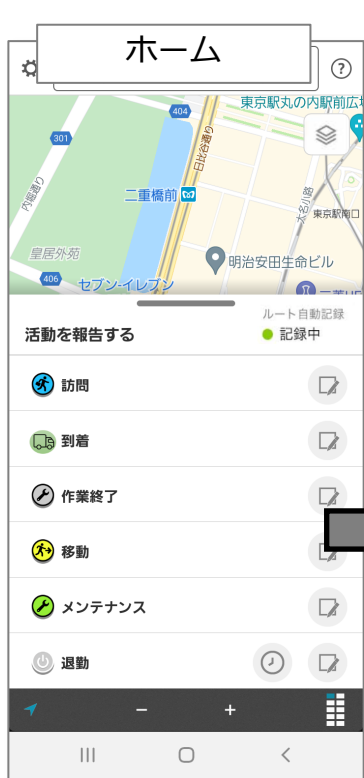 ホーム
?
404
東京駅丸の内駅前広
301
日比谷通り
内堀通り
二重橋前
大名小路
東京駅南口
皇居外苑
明治安田生命ビル
406
セブン-イレブン
ルート自動記録
活動を報告する
記録中
訪問
到着
作業終了
移動
メンテナンス
退勤
− +